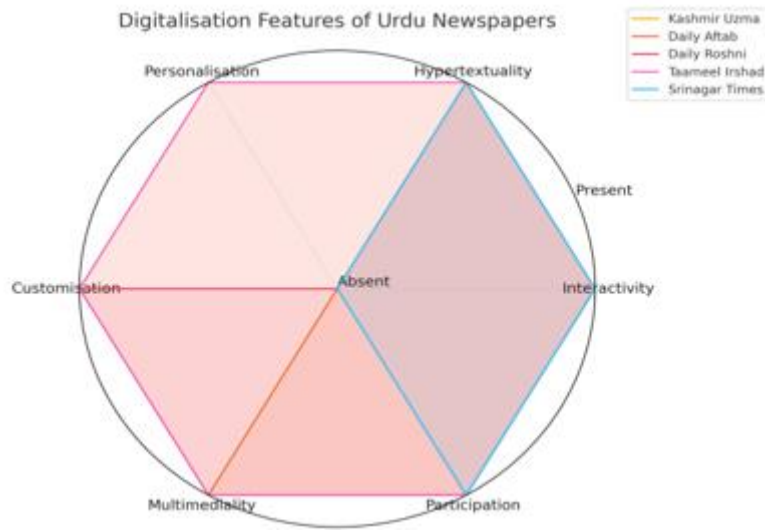 Digitalisation Features of Urdu Newspapers
Kashmir Uzma
Daily Aftab
Daily Roshni
Taameel Irshad
Srinagar Times
Personalisation
Hypertextuality
Present
Absent
Customisation
Interactivity
Multimediality
Participation